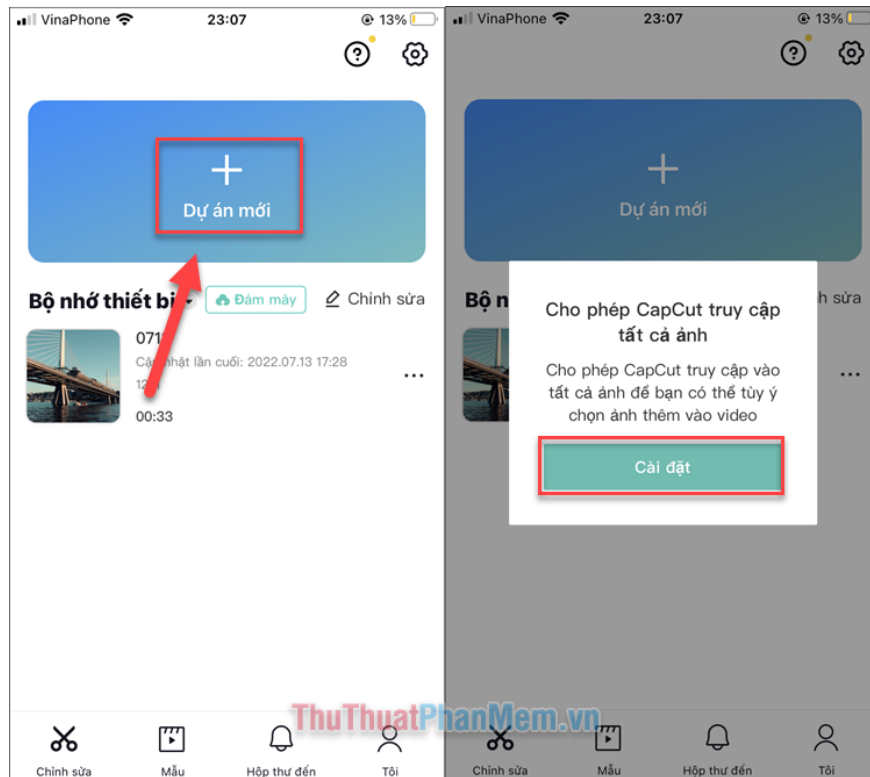 VinaPhone 23:07 13%
Dự án mới
Bộ nhớ thiết bị Đám mây Chỉnh sửa
Cập nhật lần cuối: 2022.07.13 17:28
00:33
Chỉnh sửa Mẫu Hộp thư đến Tôi
VinaPhone 23:07 13%
Dự án mới
Cho phép CapCut truy cập
tất cả ảnh
Cho phép CapCut truy cập vào
tất cả ảnh để bạn có thể tùy ý
chọn ảnh thêm vào video
Cài đặt
Chỉnh sửa Mẫu Hộp thư đến Tôi
ThuThuatPhanMem.vn